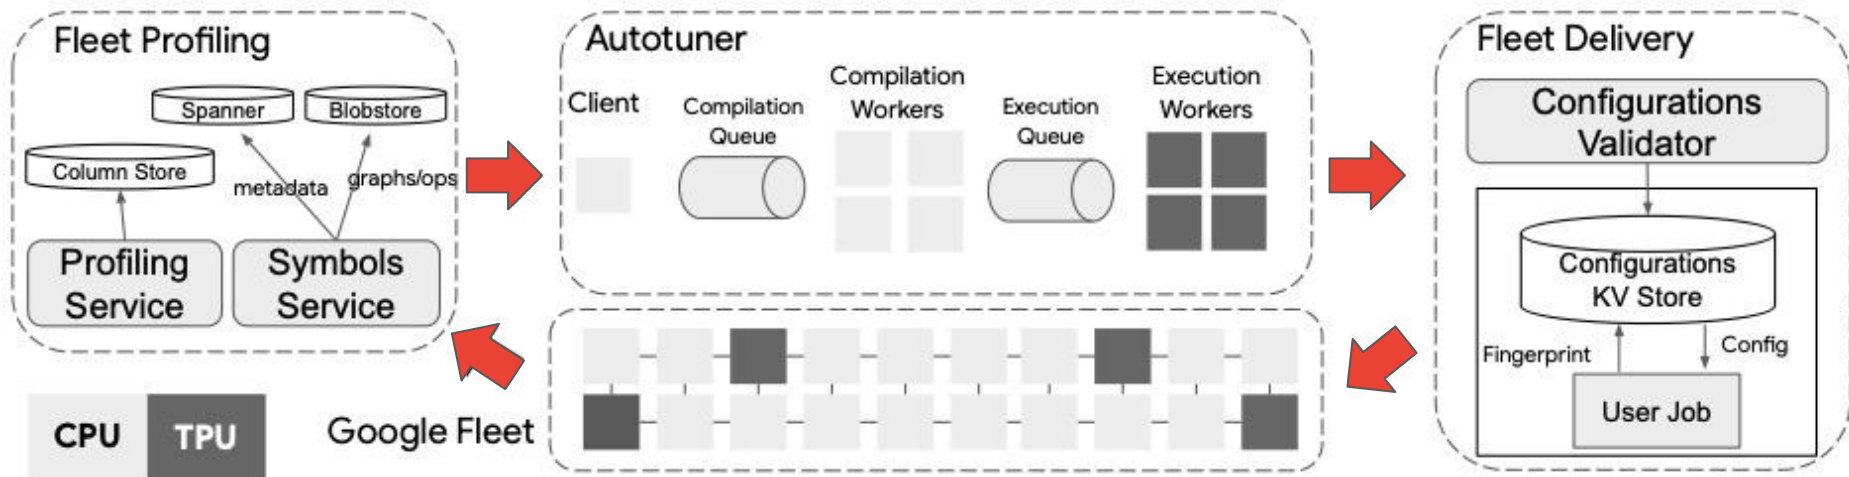 Fleet Profiling
Spanner
Blobstore
Column Store
metadata
graphs/ops
Profiling
Service
Symbols
Service
Autotuner
Client
Compilation
Queue
Compilation
Workers
Execution
Queue
Execution
Workers
Fleet Delivery
Configurations
Validator
Configurations
KV Store
Fingerprint
Config
User Job
CPU
TPU
Google Fleet